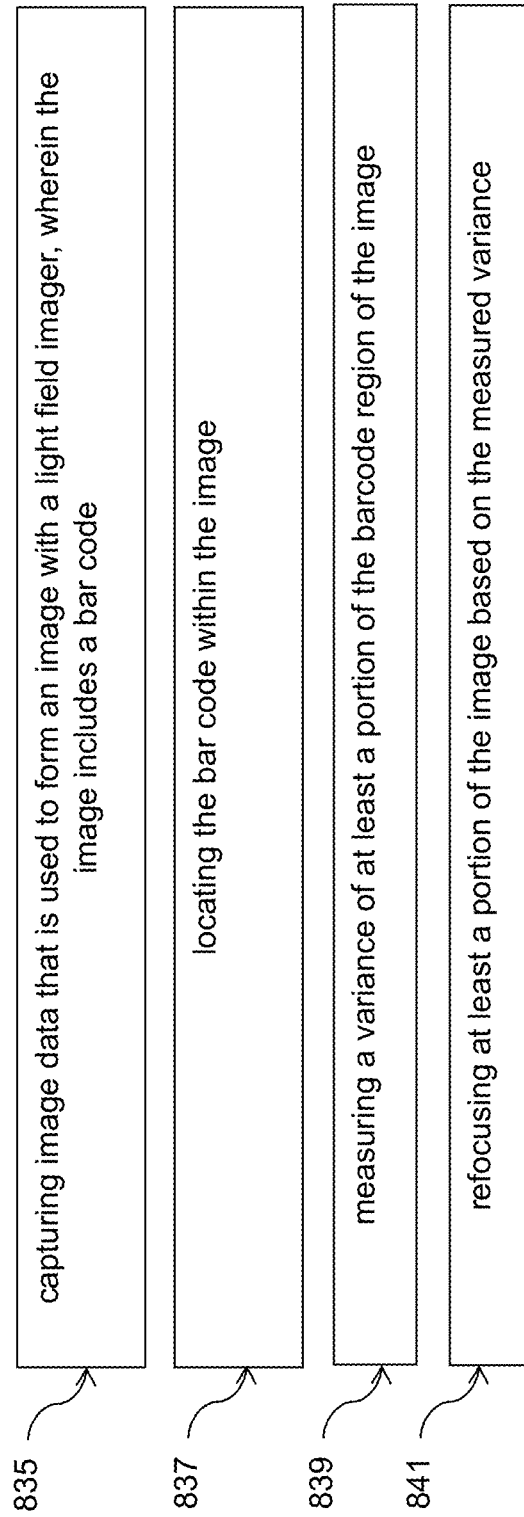 835
capturing image data that is used to form an image with a light field imager, wherein the
image includes a bar code
837
locating the bar code within the image
839
measuring a variance of at least a portion of the barcode region of the image
841
refocusing at least a portion of the image based on the measured variance